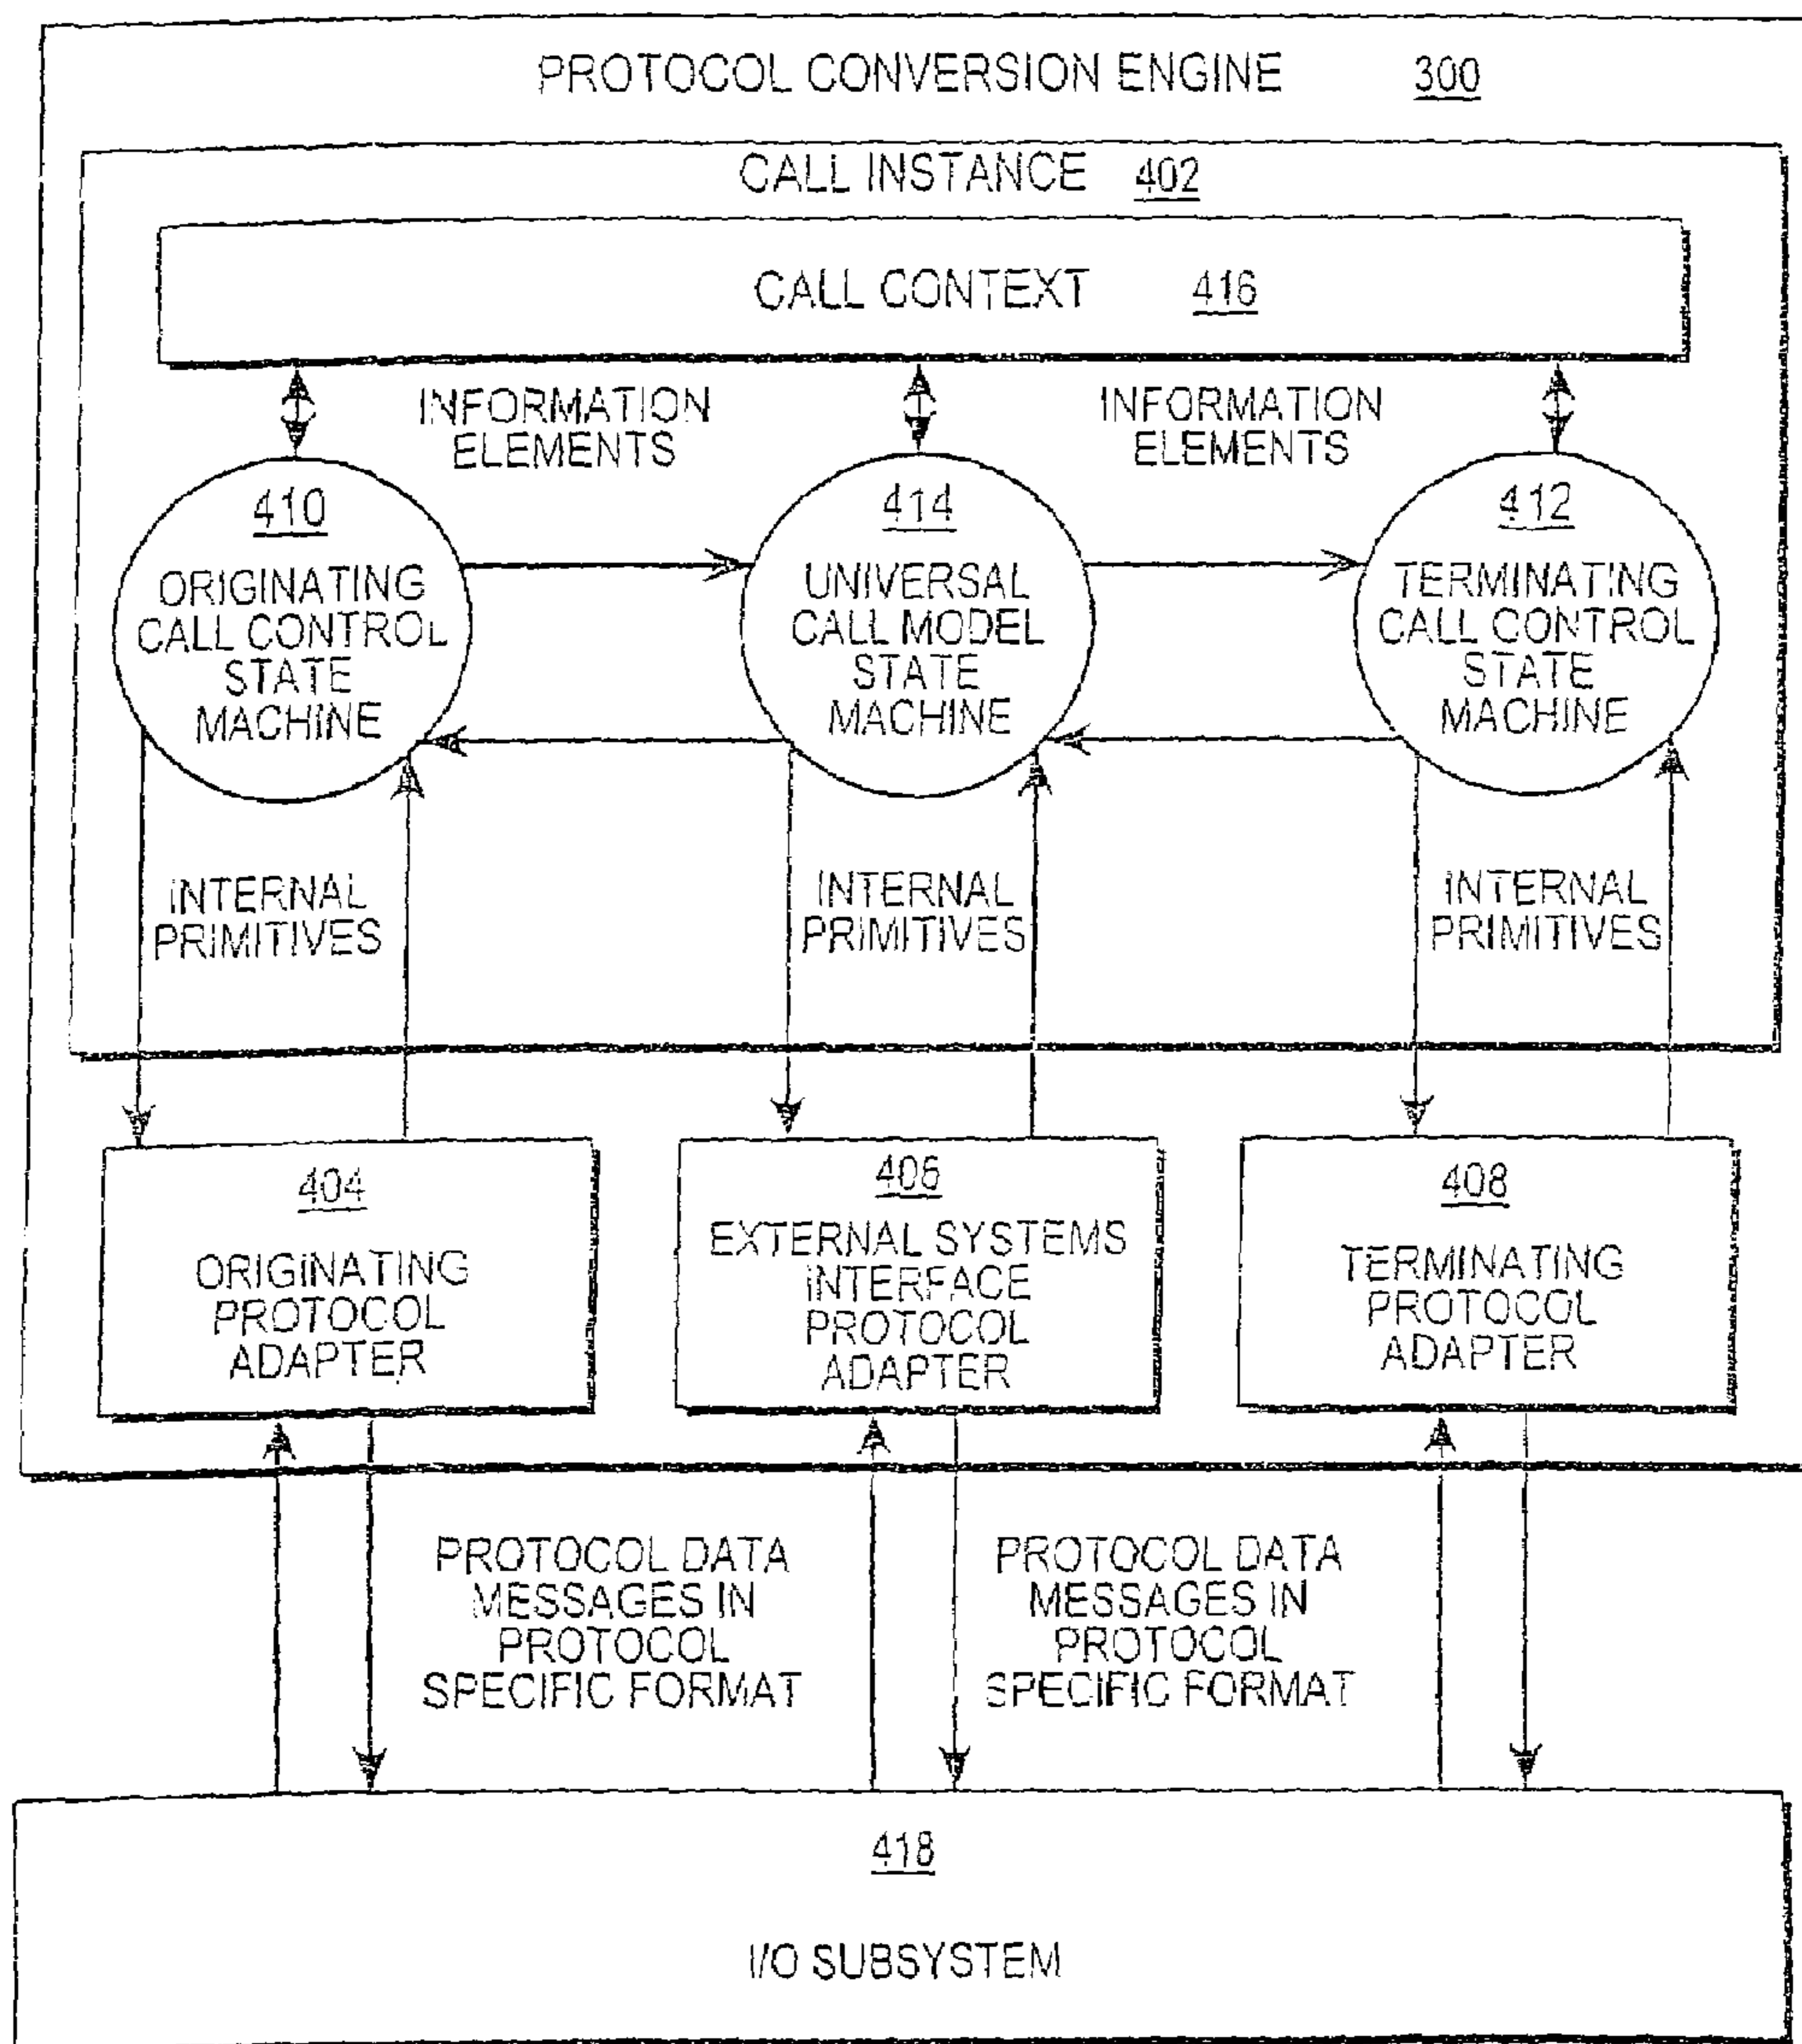 PROTOCOL CONVERSION ENGINE 300
CALL INSTANCE 402
CALL CONTEXT 416
INFORMATION
ELEMENTS
INFORMATION
ELEMENTS
410
ORIGINATING
CALL CONTROL
STATE
MACHINE
414
UNIVERSAL
CALL MODEL
STATE
MACHINE
412
TERMINATING
CALL CONTROL
STATE
MACHINE
INTERNAL
PRIMITIVES
INTERNAL
PRIMITIVES
INTERNAL
PRIMITIVES
404
ORIGINATING
PROTOCOL
ADAPTER
406
EXTERNAL SYSTEMS
INTERFACE
PROTOCOL
ADAPTER
408
TERMINATING
PROTOCOL
ADAPTER
PROTOCOL DATA
MESSAGES IN
PROTOCOL
SPECIFIC FORMAT
PROTOCOL DATA
MESSAGES IN
PROTOCOL
SPECIFIC FORMAT
418
I/O SUBSYSTEM